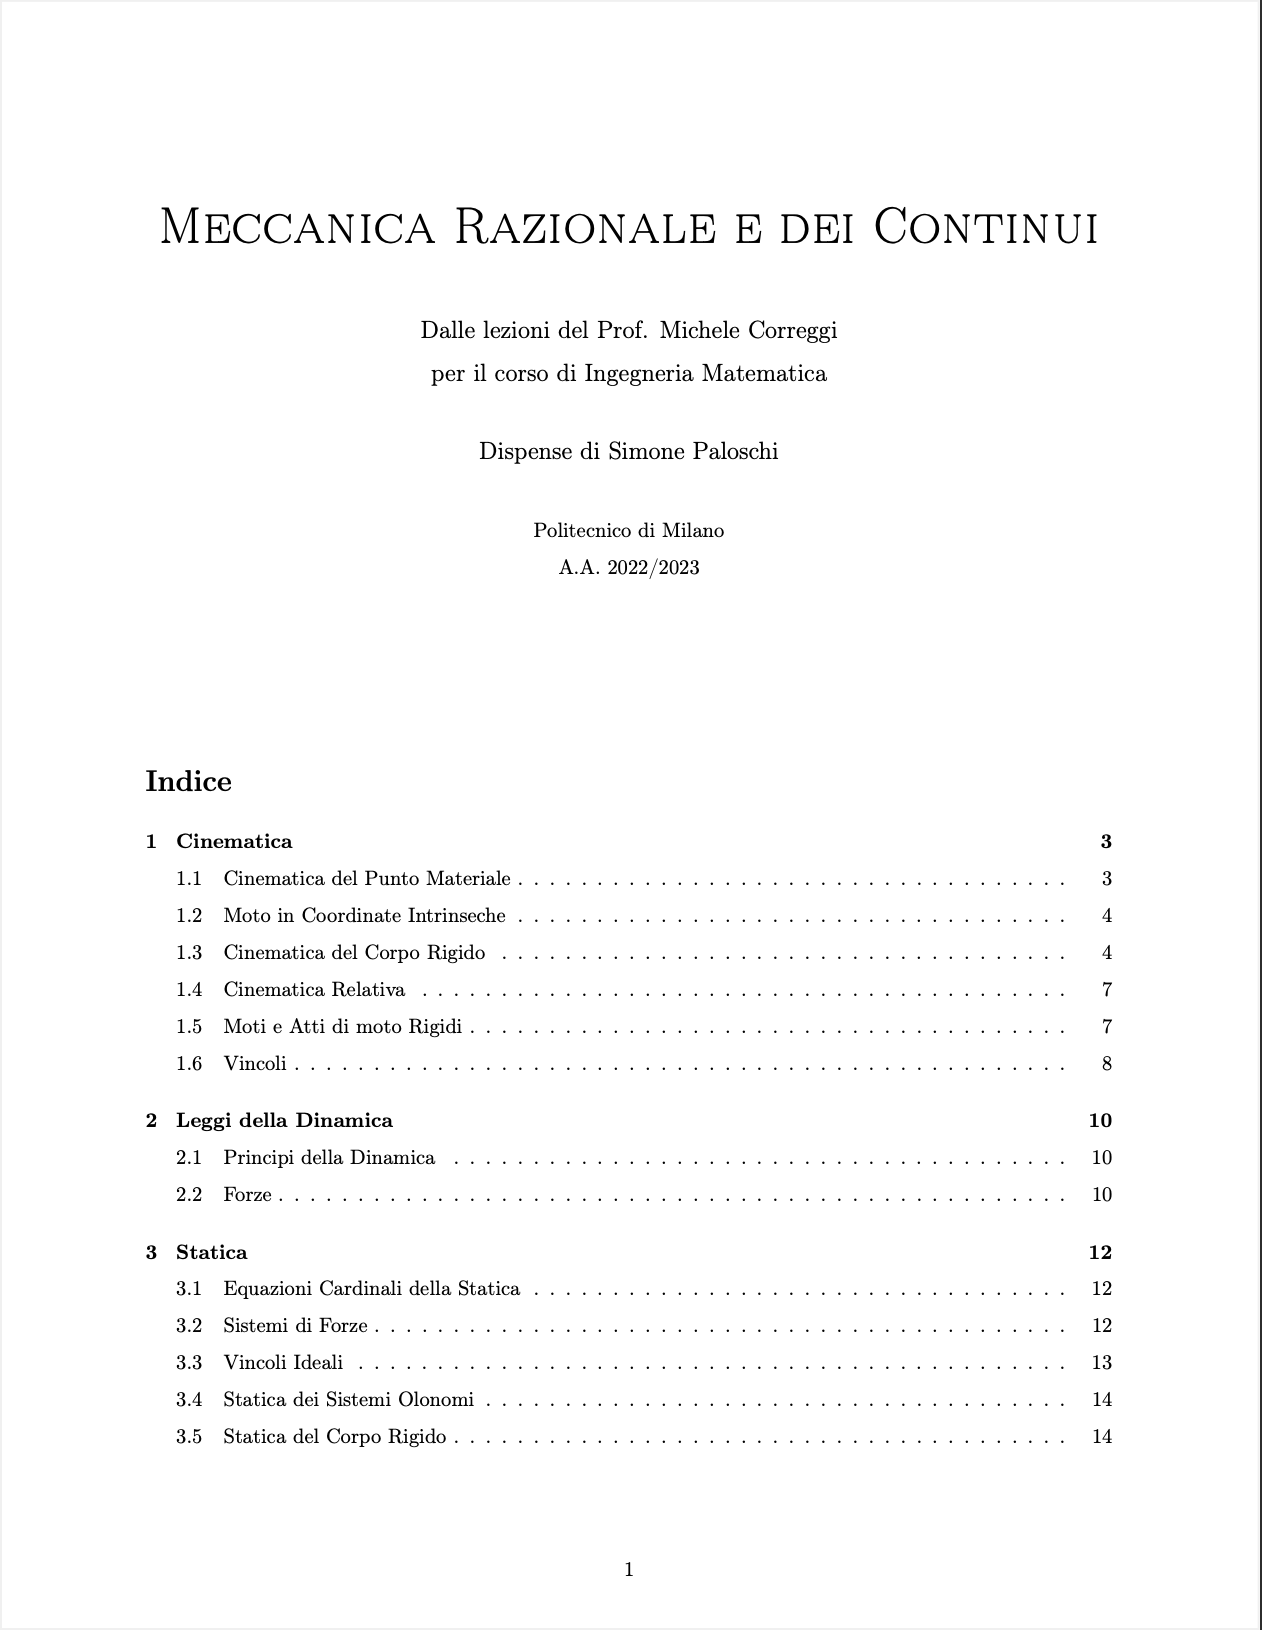 Meccanica Razionale e dei Continui
Dalle lezioni del Prof. Michele Correggi
per il corso di Ingegneria Matematica
Dispense di Simone Paloschi
Politecnico di Milano
A.A. 2022/2023
Indice
1 Cinematica 3
1.1 Cinematica del Punto Materiale . . . . . . . . . . . . . . . . . . . . . . . . . . . . . . . . . . . 3
1.2 Moto in Coordinate Intrinseche . . . . . . . . . . . . . . . . . . . . . . . . . . . . . . . . . . . 4
1.3 Cinematica del Corpo Rigido . . . . . . . . . . . . . . . . . . . . . . . . . . . . . . . . . . . . 4
1.4 Cinematica Relativa . . . . . . . . . . . . . . . . . . . . . . . . . . . . . . . . . . . . . . . . . 7
1.5 Moti e Atti di moto Rigidi . . . . . . . . . . . . . . . . . . . . . . . . . . . . . . . . . . . . . . 7
1.6 Vincoli . . . . . . . . . . . . . . . . . . . . . . . . . . . . . . . . . . . . . . . . . . . . . . . . . 8
2 Leggi della Dinamica 10
2.1 Principi della Dinamica . . . . . . . . . . . . . . . . . . . . . . . . . . . . . . . . . . . . . . . 10
2.2 Forze . . . . . . . . . . . . . . . . . . . . . . . . . . . . . . . . . . . . . . . . . . . . . . . . . . 10
3 Statica 12
3.1 Equazioni Cardinali della Statica . . . . . . . . . . . . . . . . . . . . . . . . . . . . . . . . . . 12
3.2 Sistemi di Forze . . . . . . . . . . . . . . . . . . . . . . . . . . . . . . . . . . . . . . . . . . . . 12
3.3 Vincoli Ideali . . . . . . . . . . . . . . . . . . . . . . . . . . . . . . . . . . . . . . . . . . . . . 13
3.4 Statica dei Sistemi Olonomi . . . . . . . . . . . . . . . . . . . . . . . . . . . . . . . . . . . . . 14
3.5 Statica del Corpo Rigido . . . . . . . . . . . . . . . . . . . . . . . . . . . . . . . . . . . . . . . 14
1